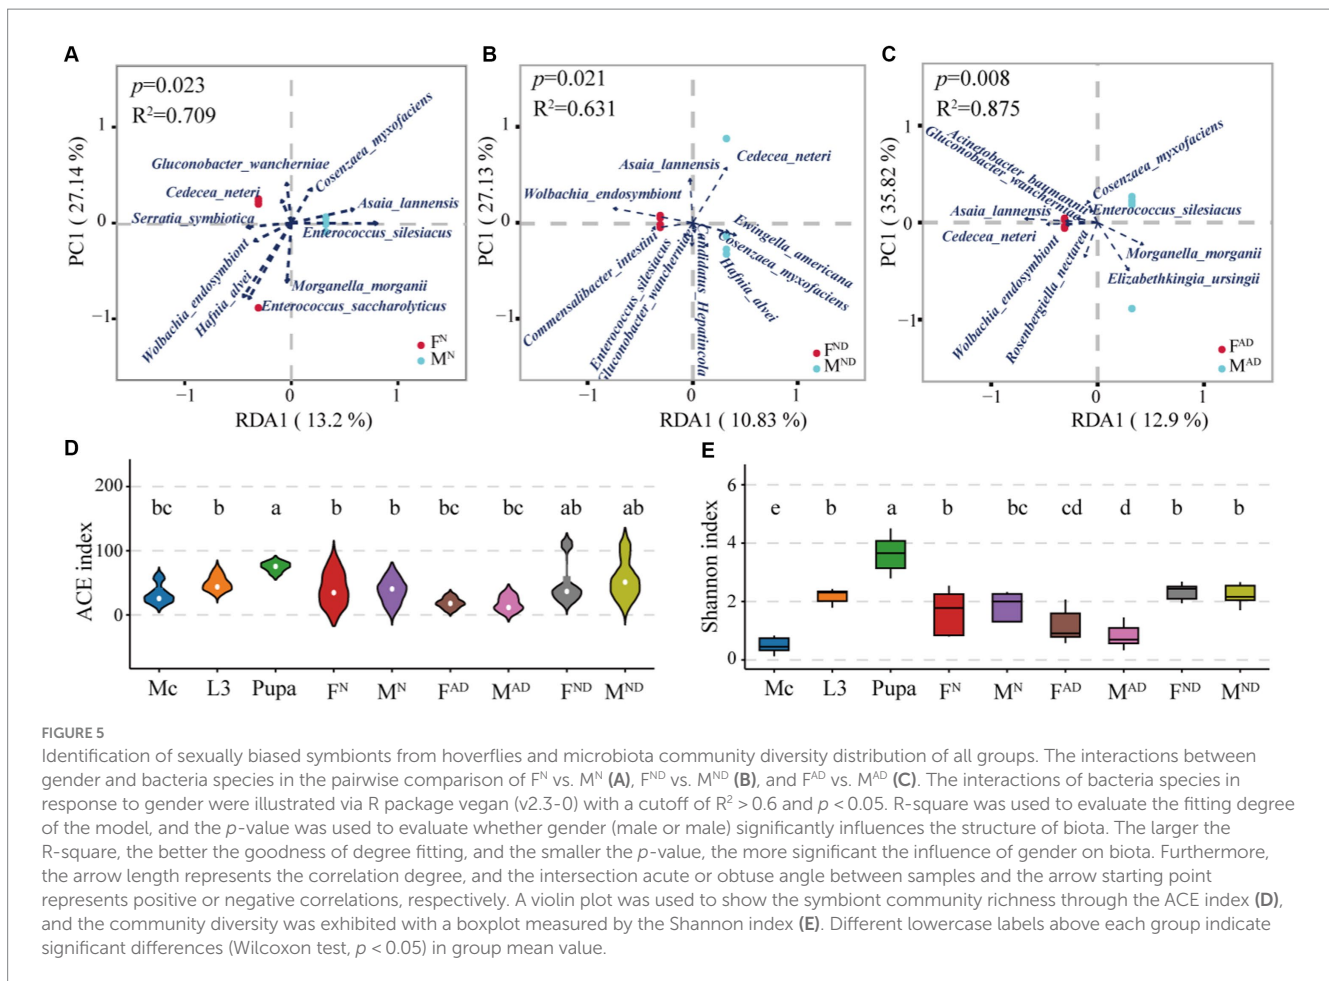 A
p=0.023
R²=0.709
PC1 ( 27.14 %)
1
0
−1
Cosenzaea_myxofaciens
Gluconobacter_wancherniae
Cedecea_neteri
Asaia_lannensis
Serratia_symbiotica
Enterococcus_silesiacus
Wolbachia_endosymbiont
Hafnia_alvei
Morganella_morganii
Enterococcus_saccharolyticus
Fᴺ
Mᴺ
−1
0
1
RDA1 ( 13.2 %)
B
p=0.021
R²=0.631
PC1 ( 27.13 %)
1
0
−1
Asaia_lannensis
Cedecea_neteri
Wolbachia_endosymbiont
Ewingella_americana
Cosenzaea_myxofaciens
Hafnia_alvei
Commensalibacter_intestini
Enterococcus_silesiacus
Gluconobacter_wancherniae
Hepatincola
Fᴺᴰ
Mᴺᴰ
−1
0
1
RDA1 ( 10.83 %)
C
p=0.008
R²=0.875
PC1 ( 35.82 %)
1
0
−1
Acinetobacter_baumannii
Gluconobacter_wancherniae
Cosenzaea_myxofaciens
Asaia_lannensis
Enterococcus_silesiacus
Cedecea_neteri
Morganella_morganii
Elizabethkingia_ursingii
Wolbachia_endosymbiont
Rosenbergiella_nectarea
Fᴬᴰ
Mᴬᴰ
−1
0
1
RDA1 ( 12.9 %)
D
ACE index
200
100
0
bc b a b b bc bc ab ab
Mc L3 Pupa Fᴺ Mᴺ Fᴬᴰ Mᴬᴰ Fᴺᴰ Mᴺᴰ
E
Shannon index
6
4
2
0
e b a b bc cd d b b
Mc L3 Pupa Fᴺ Mᴺ Fᴬᴰ Mᴬᴰ Fᴺᴰ Mᴺᴰ
FIGURE 5
Identification of sexually biased symbionts from hoverflies and microbiota community diversity distribution of all groups. The interactions between
gender and bacteria species in the pairwise comparison of Fᴺ vs. Mᴺ (A), Fᴺᴰ vs. Mᴺᴰ (B), and Fᴬᴰ vs. Mᴬᴰ (C). The interactions of bacteria species in
response to gender were illustrated via R package vegan (v2.3-0) with a cutoff of R² > 0.6 and p < 0.05. R-square was used to evaluate the fitting degree
of the model, and the p-value was used to evaluate whether gender (male or male) significantly influences the structure of biota. The larger the
R-square, the better the goodness of degree fitting, and the smaller the p-value, the more significant the influence of gender on biota. Furthermore,
the arrow length represents the correlation degree, and the intersection acute or obtuse angle between samples and the arrow starting point
represents positive or negative correlations, respectively. A violin plot was used to show the symbiont community richness through the ACE index (D),
and the community diversity was exhibited with a boxplot measured by the Shannon index (E). Different lowercase labels above each group indicate
significant differences (Wilcoxon test, p < 0.05) in group mean value.